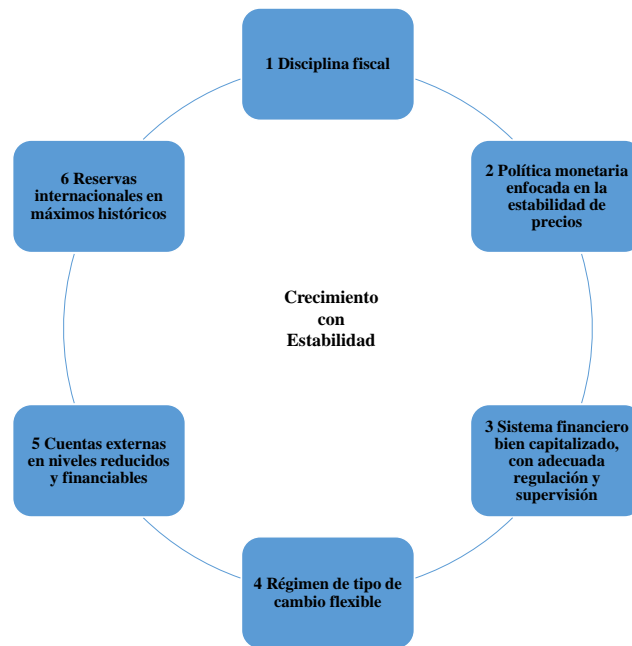 1 Disciplina fiscal
2 Política monetaria
enfocada en la
estabilidad de
precios
3 Sistema financiero
bien capitalizado,
con adecuada
regulación y
supervisión
4 Régimen de tipo de
cambio flexible
5 Cuentas externas
en niveles reducidos
y financiables
6 Reservas
internacionales en
máximos históricos
Crecimiento
con
Estabilidad